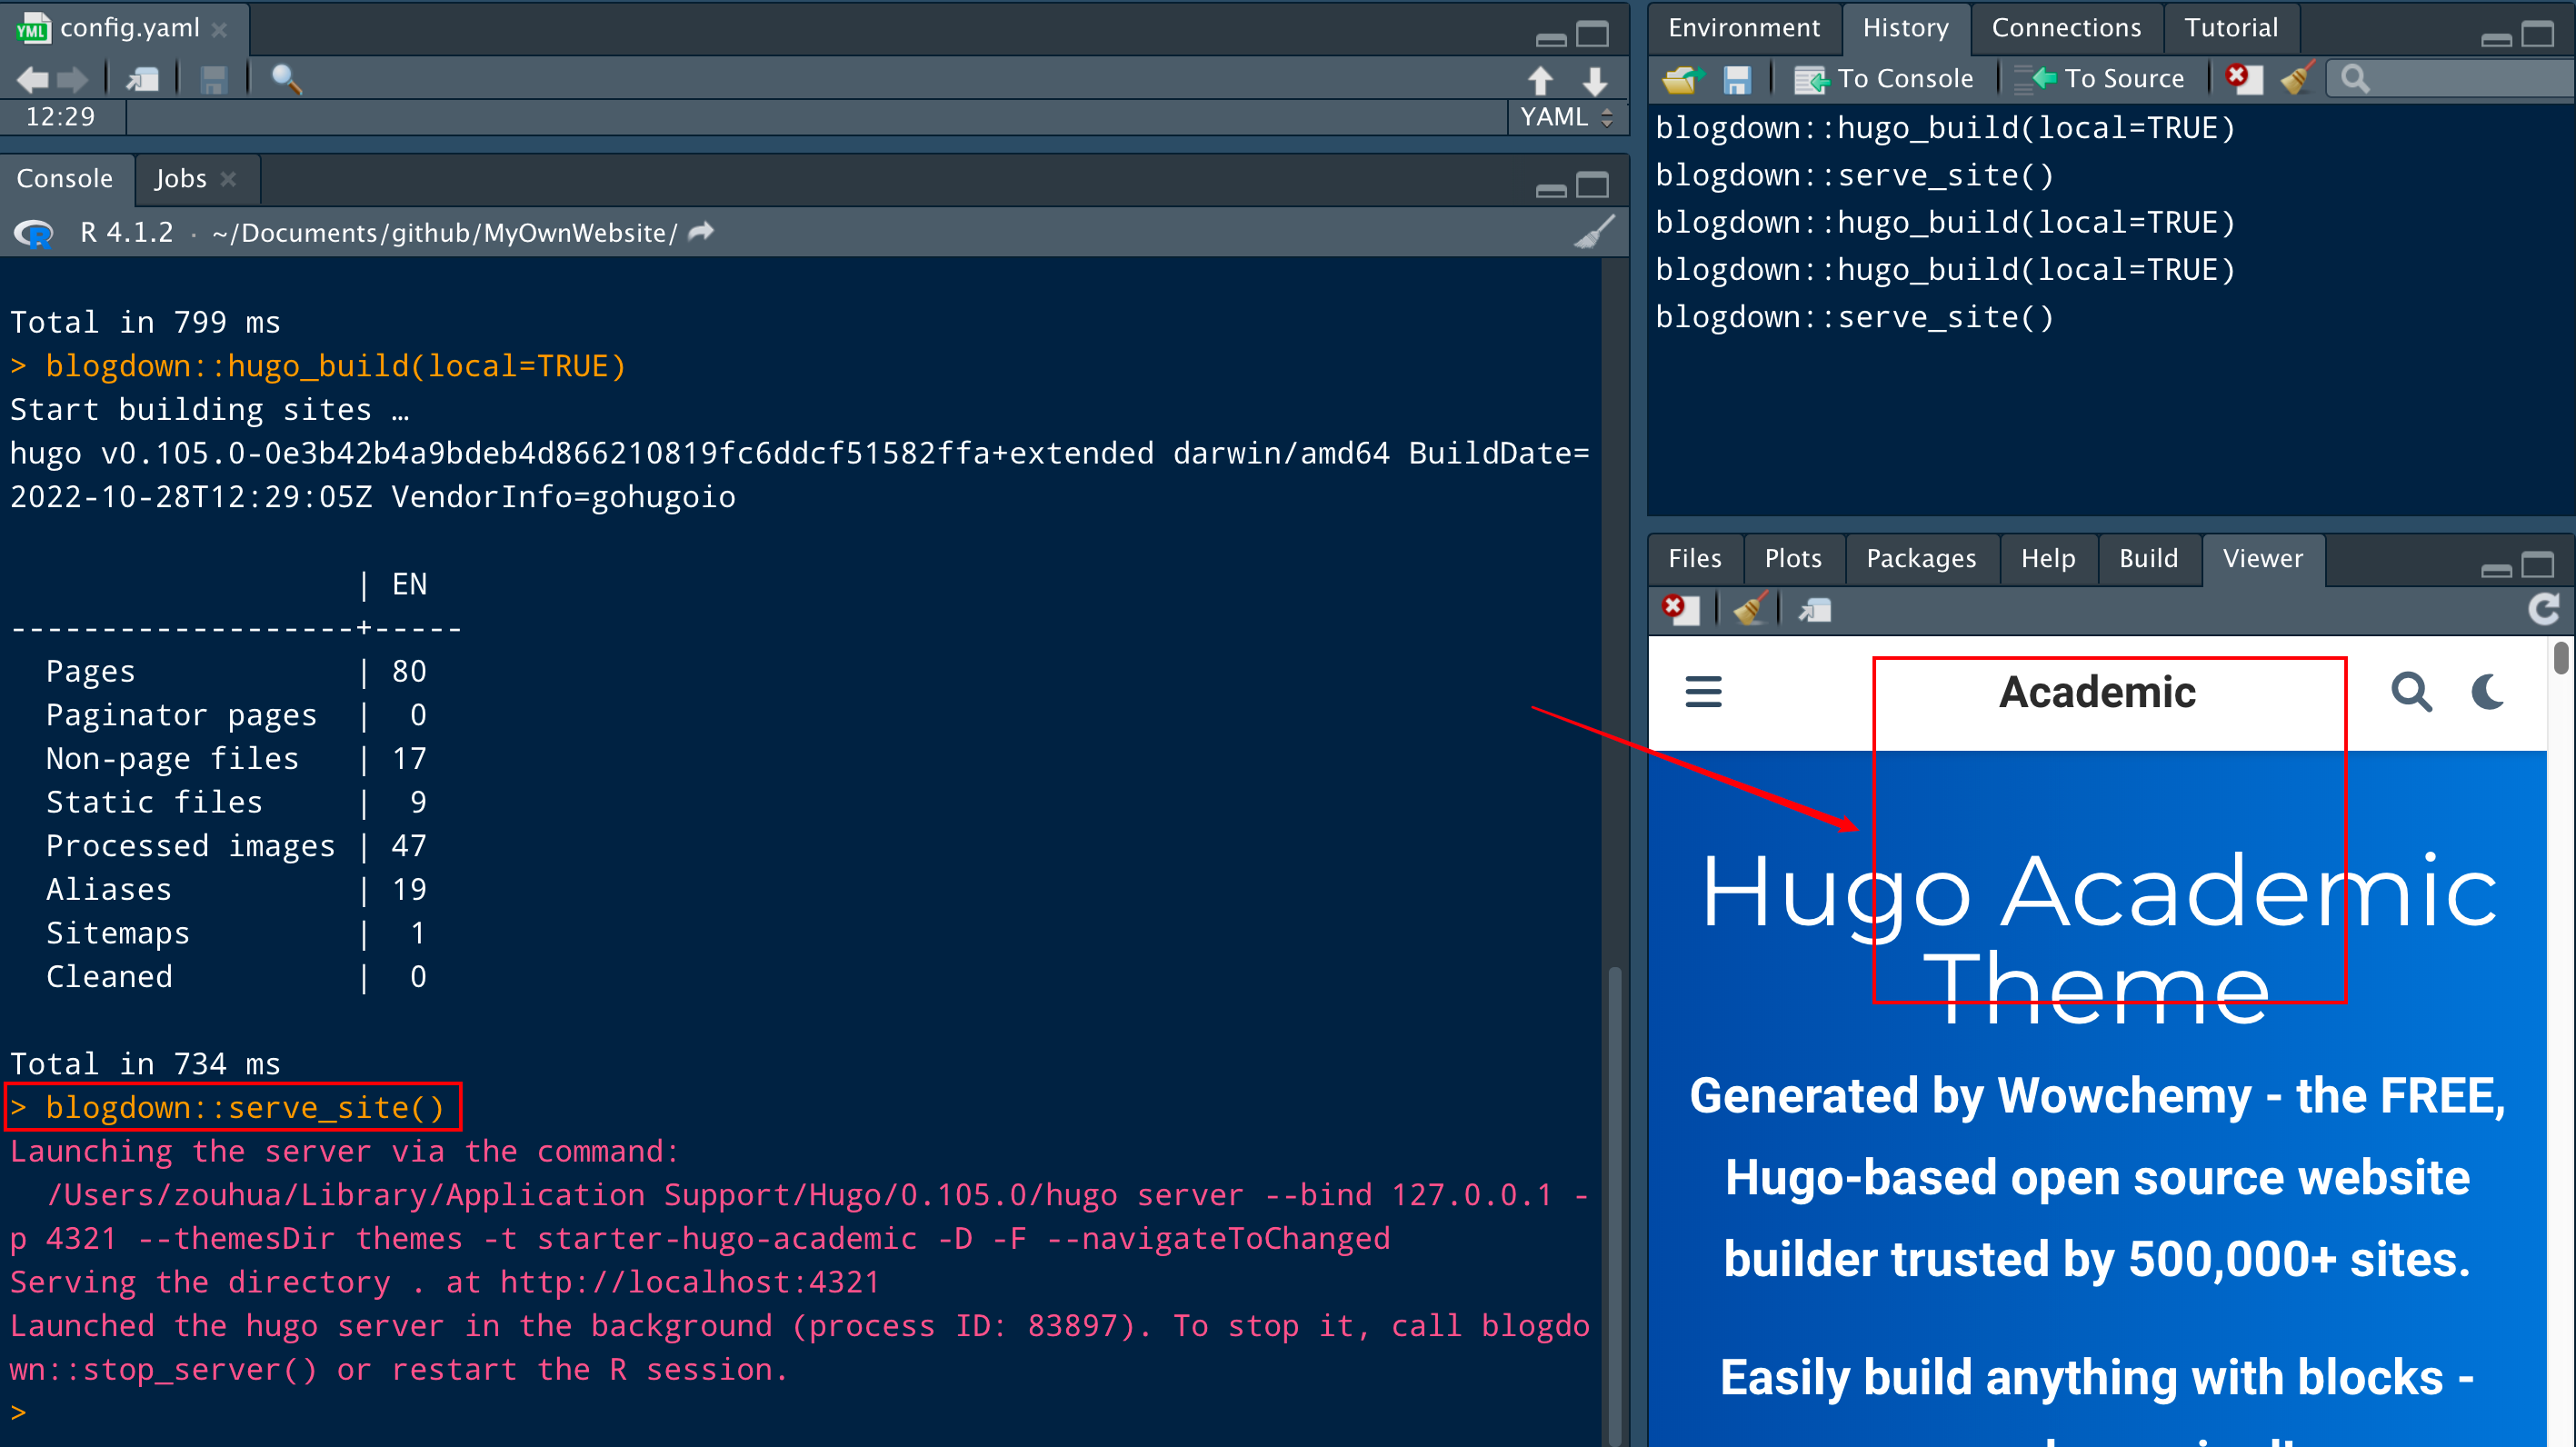 YML config.yaml
12:29
YAML
Console Jobs
R 4.1.2 · ~/Documents/github/MyOwnWebsite/
Total in 799 ms
> blogdown::hugo_build(local=TRUE)
Start building sites …
hugo v0.105.0-0e3b42b4a9bdeb4d866210819fc6ddcf51582ffa+extended darwin/amd64 BuildDate=
2022-10-28T12:29:05Z VendorInfo=gohugoio
| EN
-------------------+-----
Pages | 80
Paginator pages | 0
Non-page files | 17
Static files | 9
Processed images | 47
Aliases | 19
Sitemaps | 1
Cleaned | 0
Total in 734 ms
> blogdown::serve_site()
Launching the server via the command:
/Users/zouhua/Library/Application Support/Hugo/0.105.0/hugo server --bind 127.0.0.1 -
p 4321 --themesDir themes -t starter-hugo-academic -D -F --navigateToChanged
Serving the directory . at http://localhost:4321
Launched the hugo server in the background (process ID: 83897). To stop it, call blogdo
wn::stop_server() or restart the R session.
>
Environment History Connections Tutorial
To Console To Source
blogdown::hugo_build(local=TRUE)
blogdown::serve_site()
blogdown::hugo_build(local=TRUE)
blogdown::hugo_build(local=TRUE)
blogdown::serve_site()
Files Plots Packages Help Build Viewer
Academic
Hugo Academic
Theme
Generated by Wowchemy - the FREE,
Hugo-based open source website
builder trusted by 500,000+ sites.
Easily build anything with blocks -